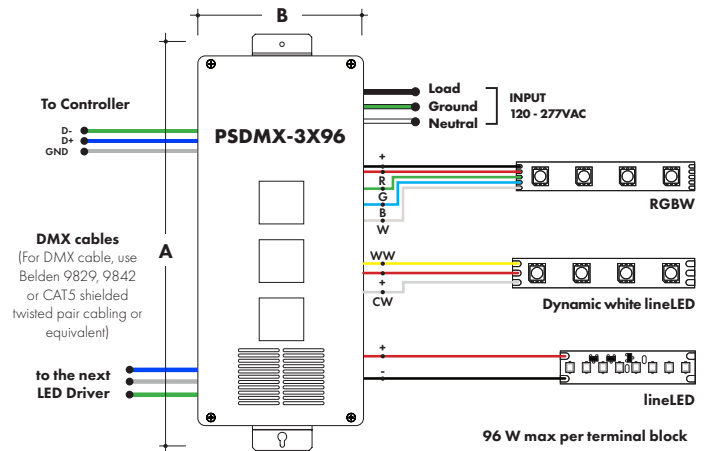 B
To Controller
D-
D+
GND
PSDMX-3X96
Load
Ground
Neutral
INPUT
120 - 277VAC
+
R
G
B
W
RGBW
DMX cables
(For DMX cable, use
Belden 9829, 9842
or CAT5 shielded
twisted pair cabling or
equivalent)
A
WW
+
CW
Dynamic white lineLED
to the next
LED Driver
+
-
lineLED
96 W max per terminal block